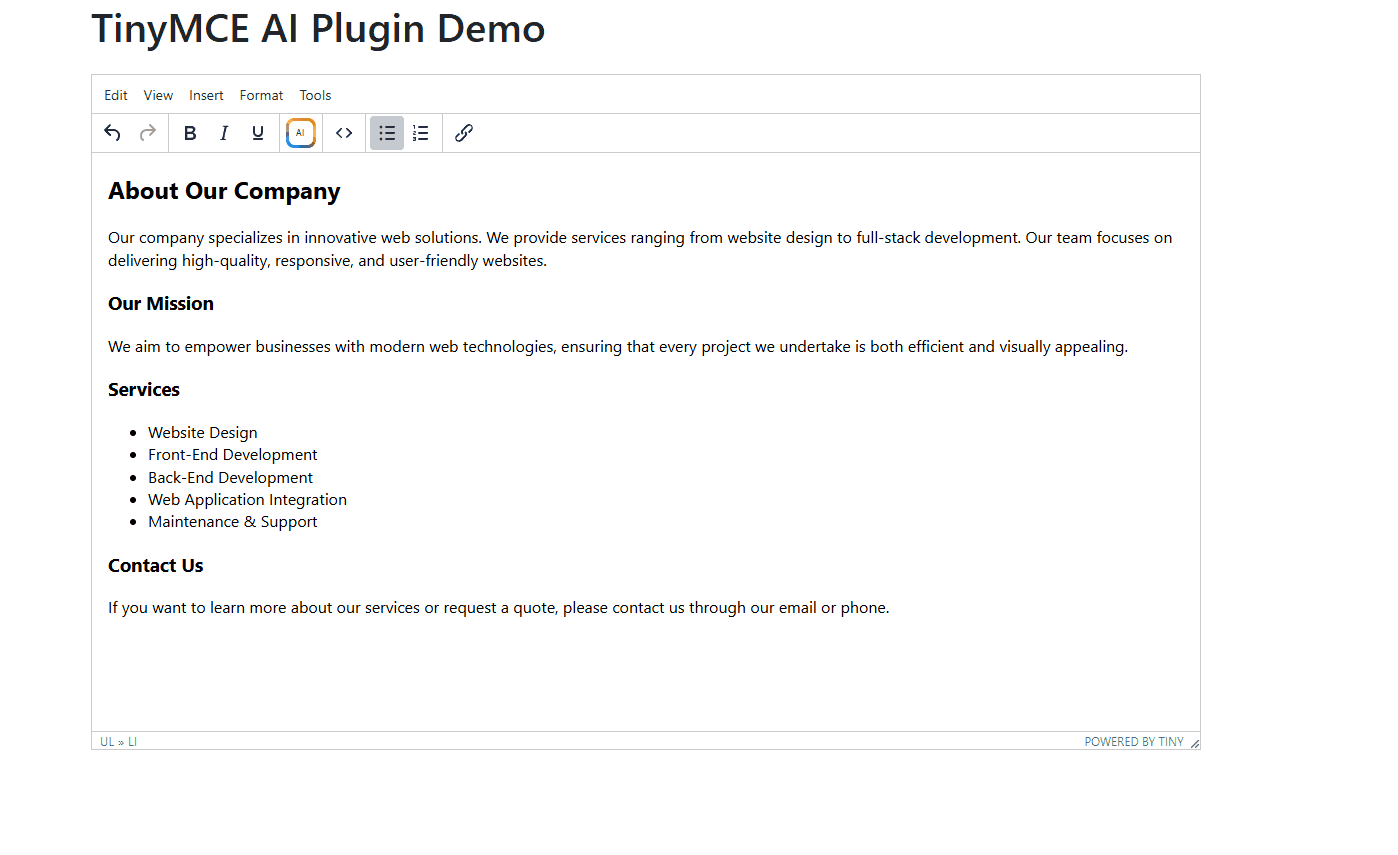 TinyMCE AI Plugin Demo
Edit View Insert Format Tools
B I U AI
About Our Company
Our company specializes in innovative web solutions. We provide services ranging from website design to full-stack development. Our team focuses on
delivering high-quality, responsive, and user-friendly websites.
Our Mission
We aim to empower businesses with modern web technologies, ensuring that every project we undertake is both efficient and visually appealing.
Services
• Website Design
• Front-End Development
• Back-End Development
• Web Application Integration
• Maintenance & Support
Contact Us
If you want to learn more about our services or request a quote, please contact us through our email or phone.
UL » LI POWERED BY TINY